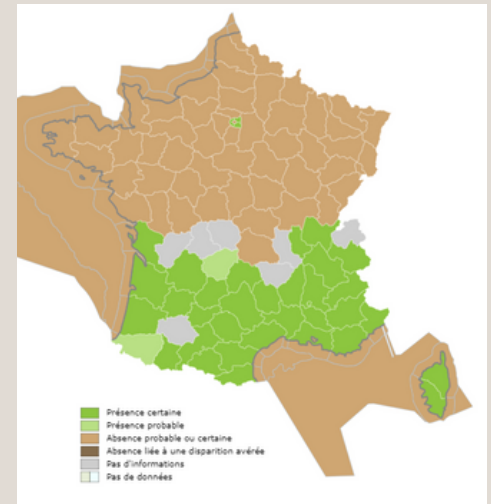 Présence certaine
Présence probable
Absence probable ou certaine
Absence liée à une disparition avérée
Pas d'informations
Pas de données